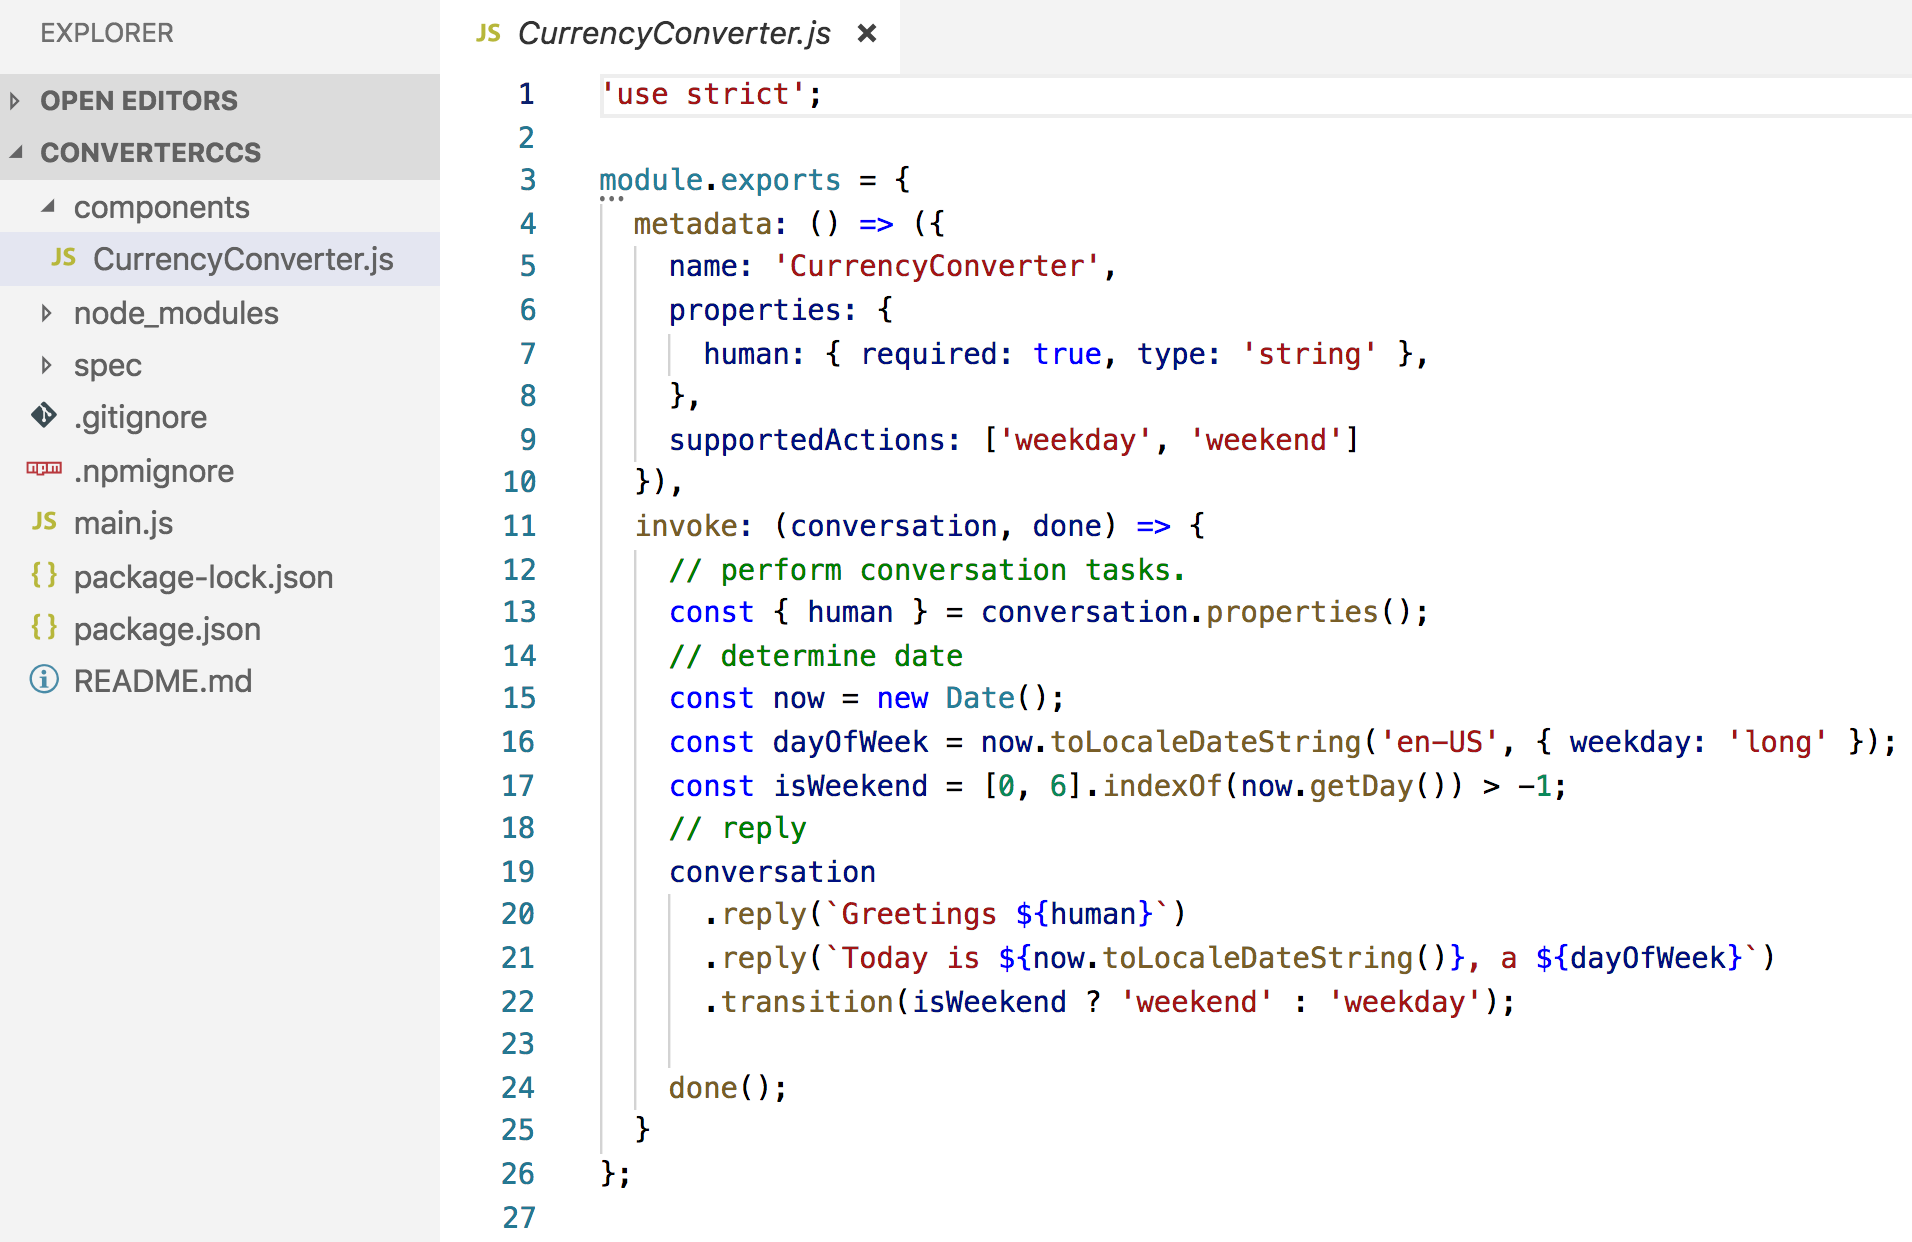 EXPLORER
OPEN EDITORS
CONVERTERCCS
components
JS CurrencyConverter.js
node_modules
spec
.gitignore
npm .npmignore
JS main.js
{} package-lock.json
{} package.json
i README.md
JS CurrencyConverter.js ×
1 'use strict';
2
3 module.exports = {
4   metadata: () => ({
5     name: 'CurrencyConverter',
6     properties: {
7       human: { required: true, type: 'string' },
8     },
9     supportedActions: ['weekday', 'weekend']
10   }),
11   invoke: (conversation, done) => {
12     // perform conversation tasks.
13     const { human } = conversation.properties();
14     // determine date
15     const now = new Date();
16     const dayOfWeek = now.toLocaleDateString('en-US', { weekday: 'long' });
17     const isWeekend = [0, 6].indexOf(now.getDay()) > -1;
18     // reply
19     conversation
20       .reply(`Greetings ${human}`)
21       .reply(`Today is ${now.toLocaleDateString()}, a ${dayOfWeek}`)
22       .transition(isWeekend ? 'weekend' : 'weekday');
23
24     done();
25   }
26 };
27